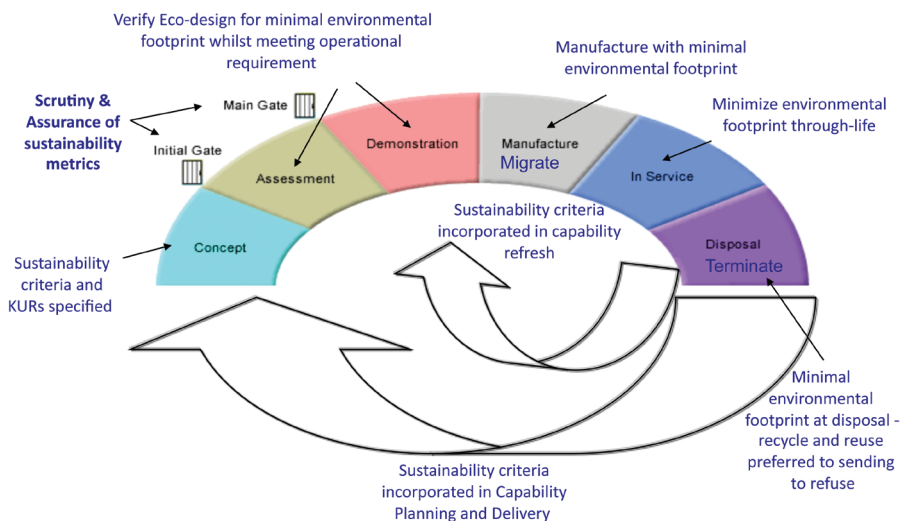 Verify Eco-design for minimal environmental
footprint whilst meeting operational
requirement
Manufacture with minimal
environmental footprint
Scrutiny &
Assurance of
sustainability
metrics
Main Gate
Initial Gate
Minimize environmental
footprint through-life
Concept
Assessment
Demonstration
Manufacture
Migrate
In Service
Disposal
Terminate
Sustainability
criteria and
KURs specified
Sustainability criteria
incorporated in capability
refresh
Minimal
environmental
footprint at disposal -
recycle and reuse
preferred to sending
to refuse
Sustainability criteria
incorporated in Capability
Planning and Delivery